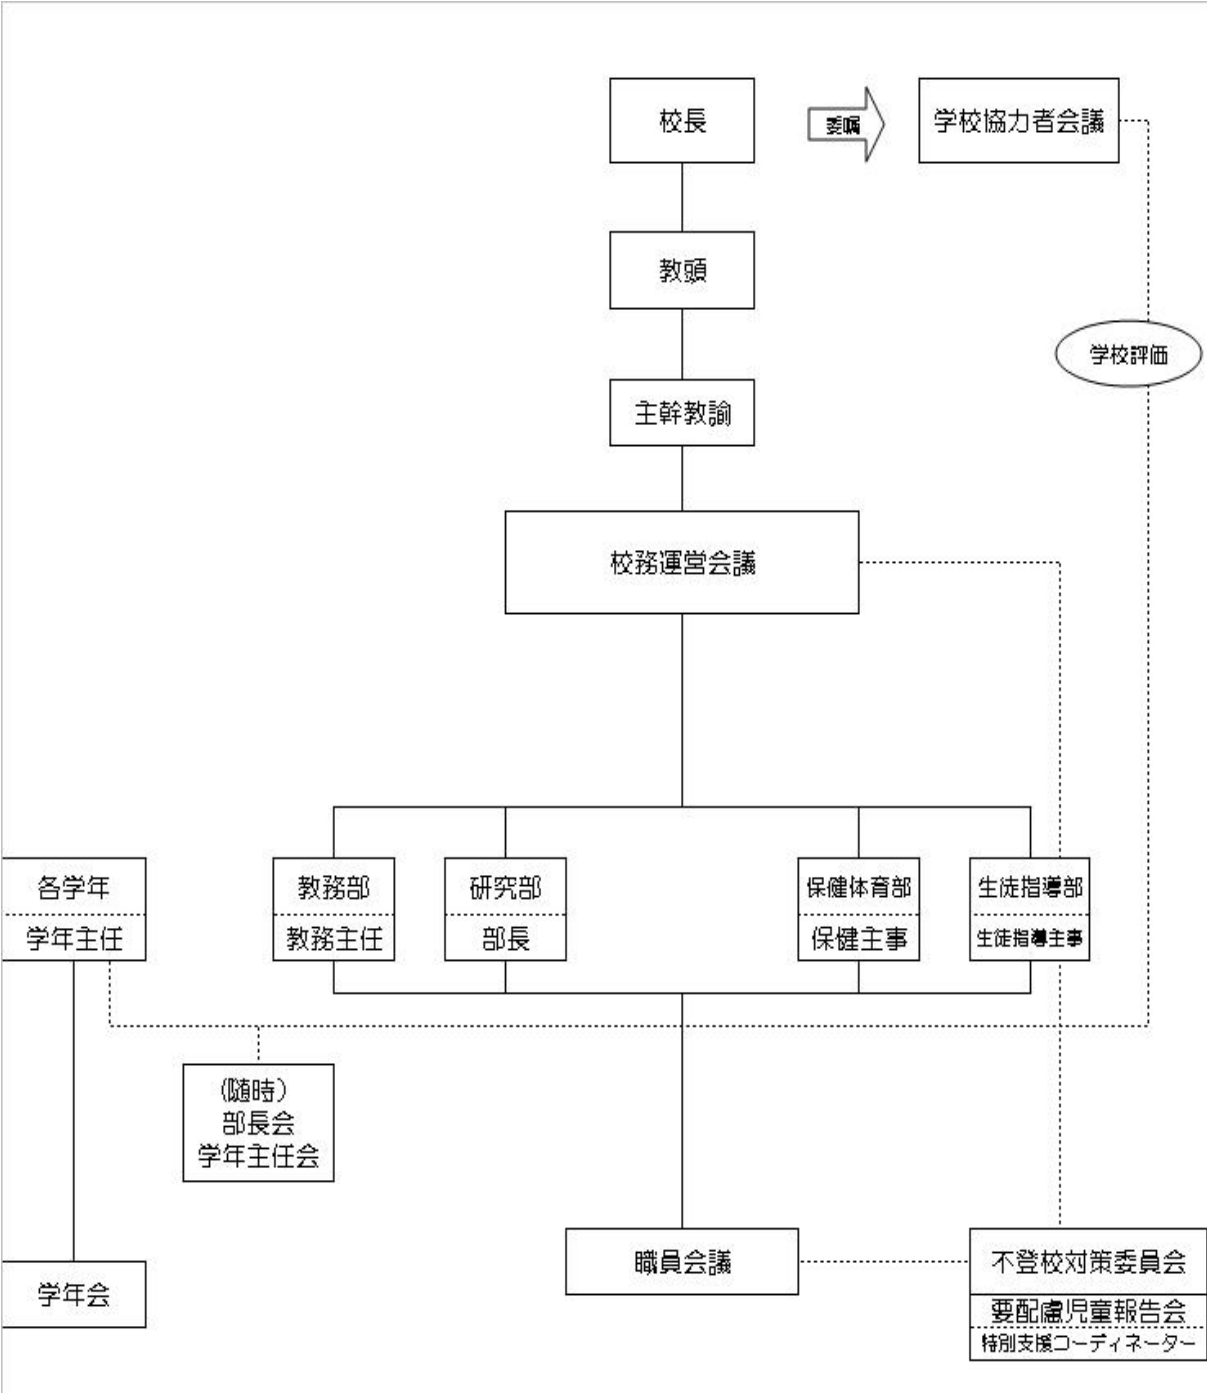 校長
委嘱
学校協力者会議
教頭
学校評価
主幹教諭
校務運営会議
各学年
学年主任
教務部
教務主任
研究部
部長
保健体育部
保健主事
生徒指導部
生徒指導主事
(随時)
部長会
学年主任会
学年会
職員会議
不登校対策委員会
要配慮児童報告会
特別支援コーディネーター